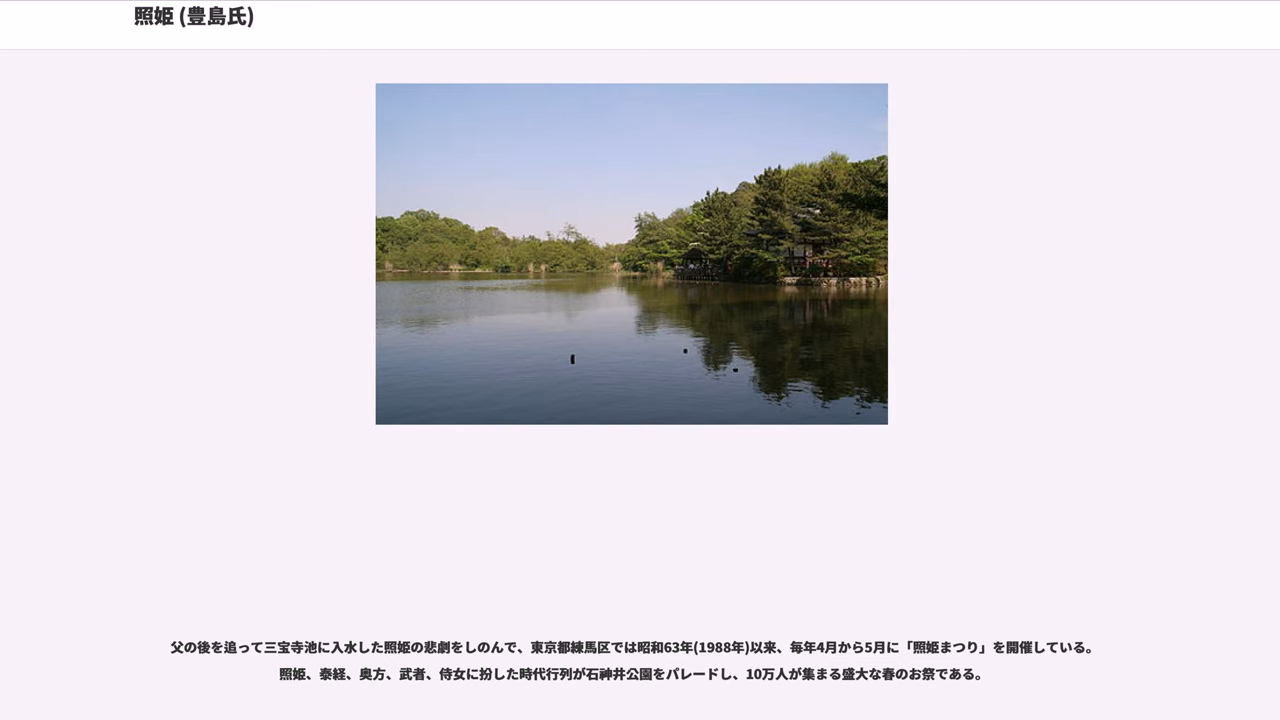 照姫 (豊島氏)
父の後を追って三宝寺池に入水した照姫の悲劇をしのんで、東京都練馬区では昭和63年(1988年)以来、毎年4月から5月に「照姫まつり」を開催している。
照姫、泰経、奥方、武者、侍女に扮した時代行列が石神井公園をパレードし、10万人が集まる盛大な春のお祭である。